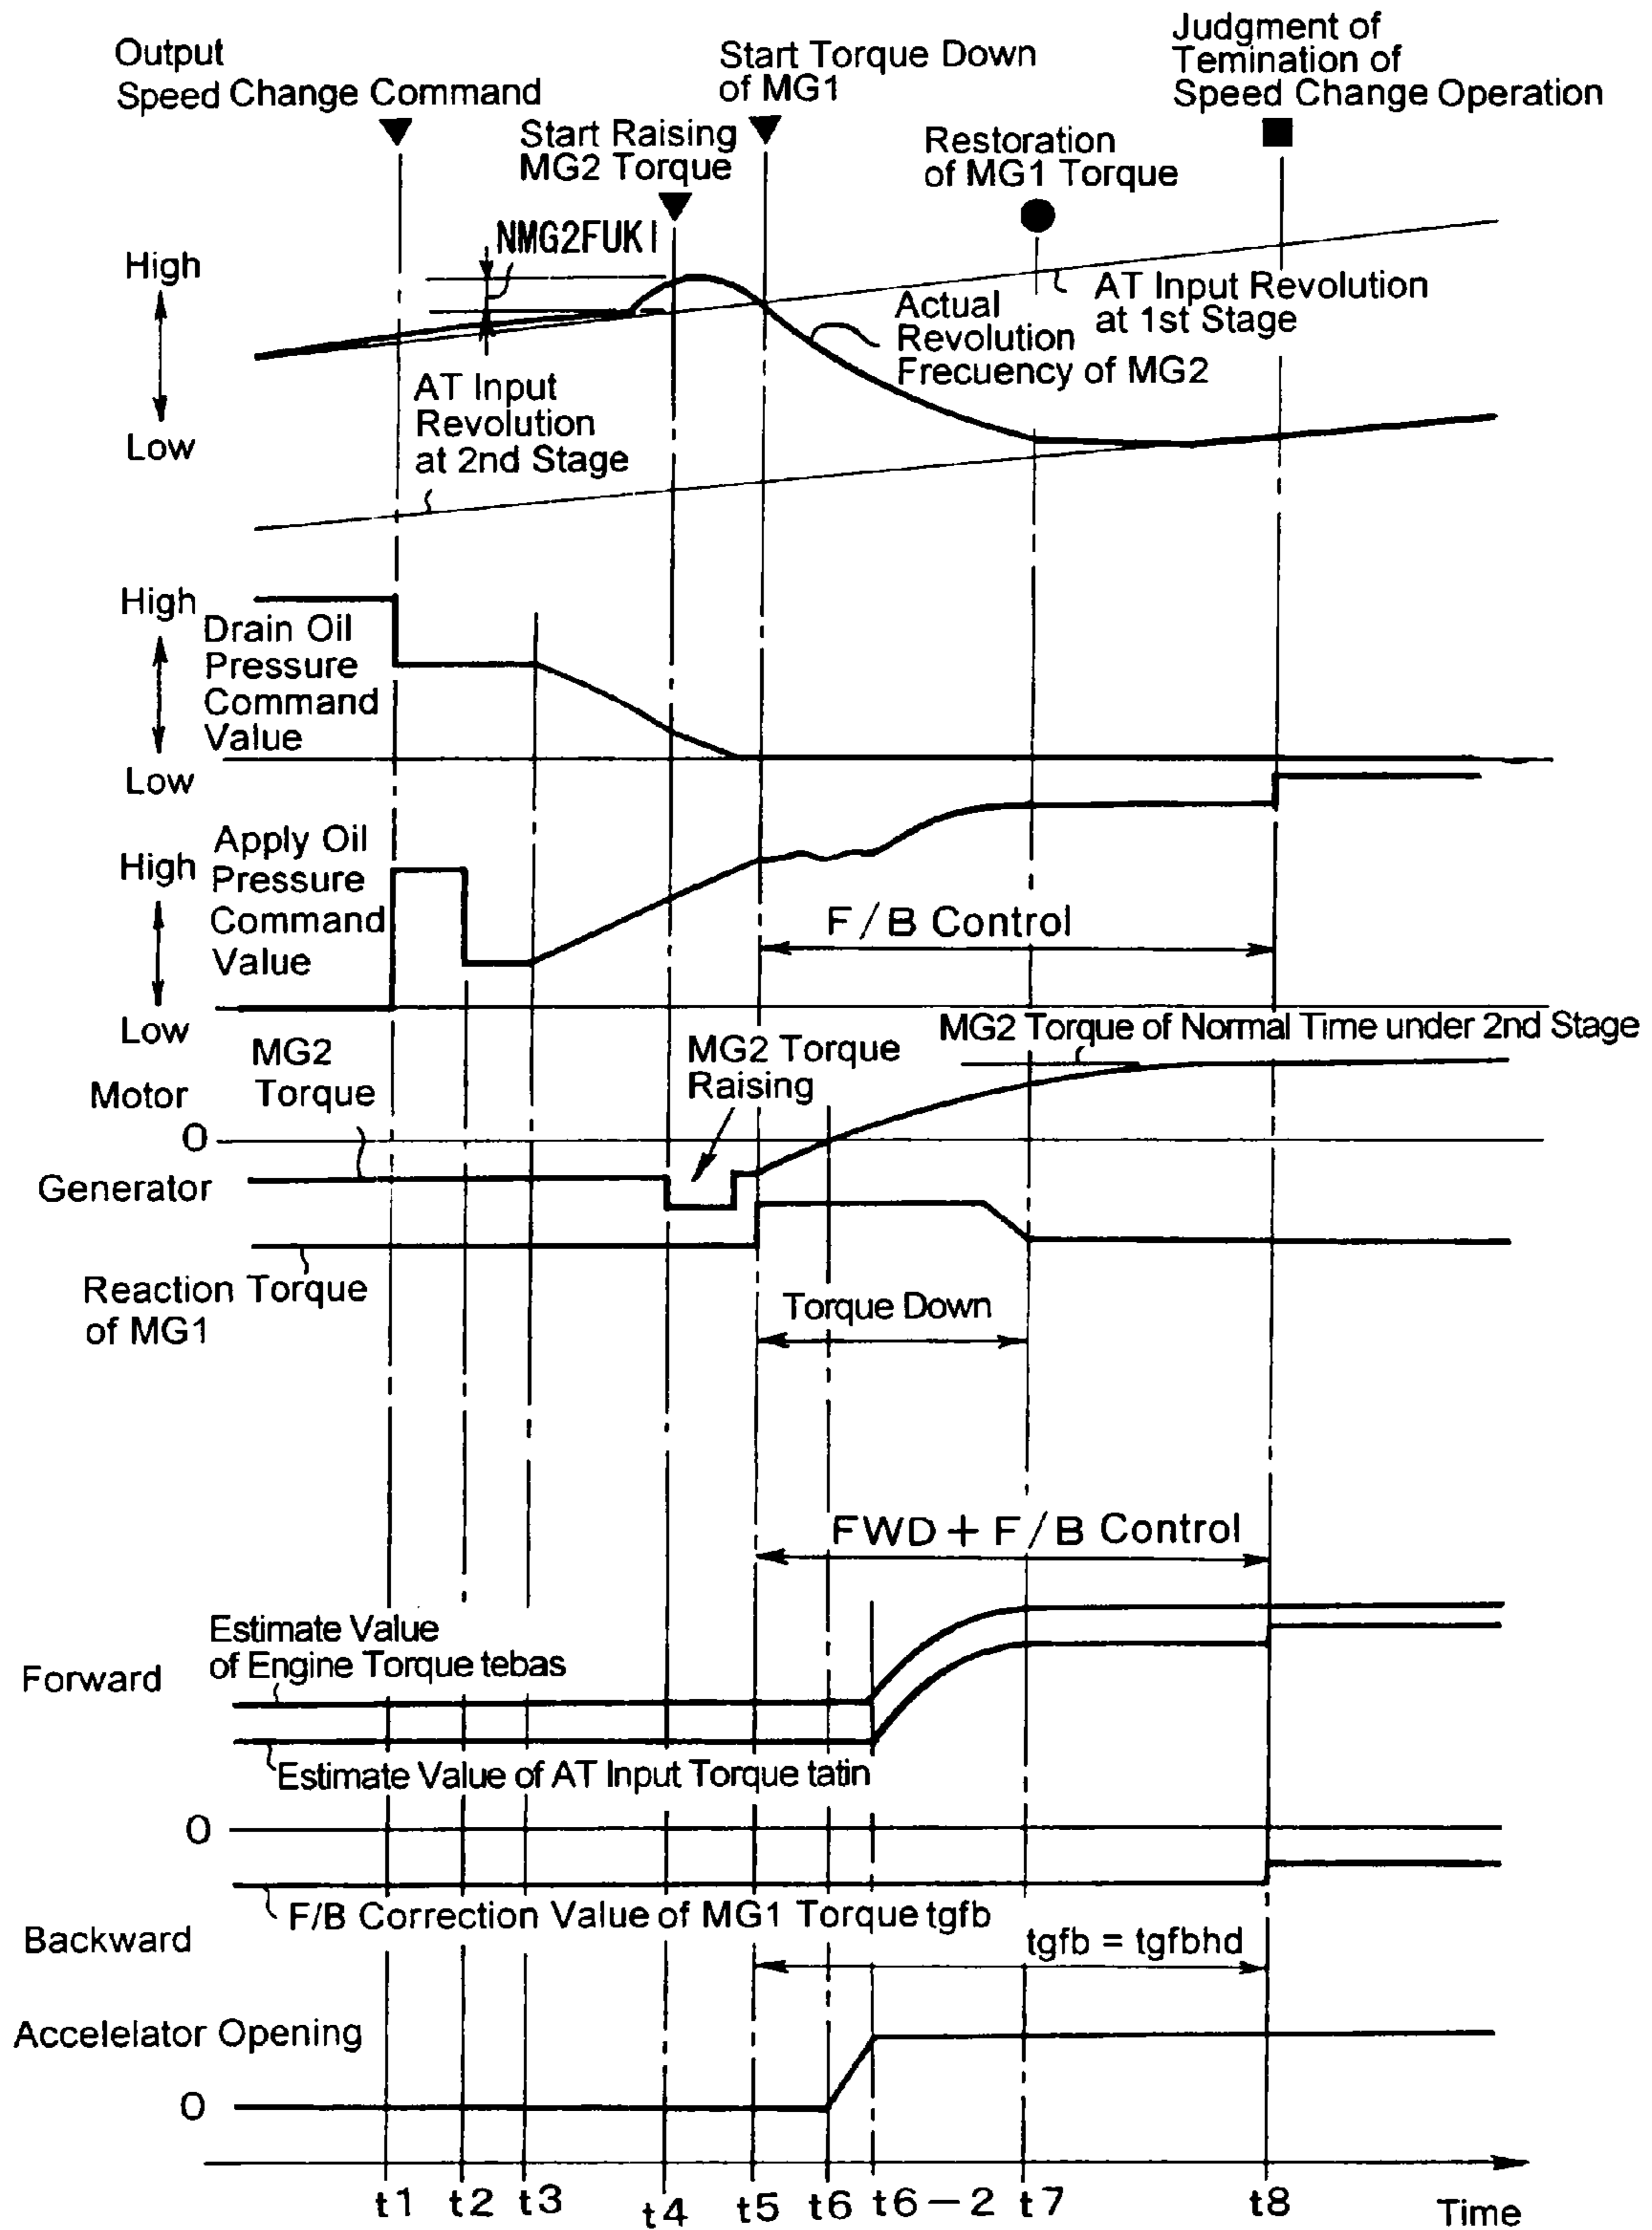 Output
Speed Change Command
Start Torque Down
of MG1
Judgment of
Temination of
Speed Change Operation
Start Raising
MG2 Torque
Restoration
of MG1 Torque
NMG2FUKI
High
Low
AT Input Revolution
at 1st Stage
Actual
Revolution
Frecuency of MG2
AT Input
Revolution
at 2nd Stage
High
Low
Drain Oil
Pressure
Command
Value
High
Low
Apply Oil
Pressure
Command
Value
F/B Control
MG2 Torque of Normal Time under 2nd Stage
MG2
Torque
MG2 Torque
Raising
Motor
0
Generator
Reaction Torque
of MG1
Torque Down
FWD + F/B Control
Estimate Value
of Engine Torque tebas
Forward
Estimate Value of AT Input Torque tatin
0
F/B Correction Value of MG1 Torque tgfb
Backward
tgfb = tgfbhd
Accelelator Opening
0
t1 t2 t3 t4 t5 t6 t6-2 t7 t8 Time